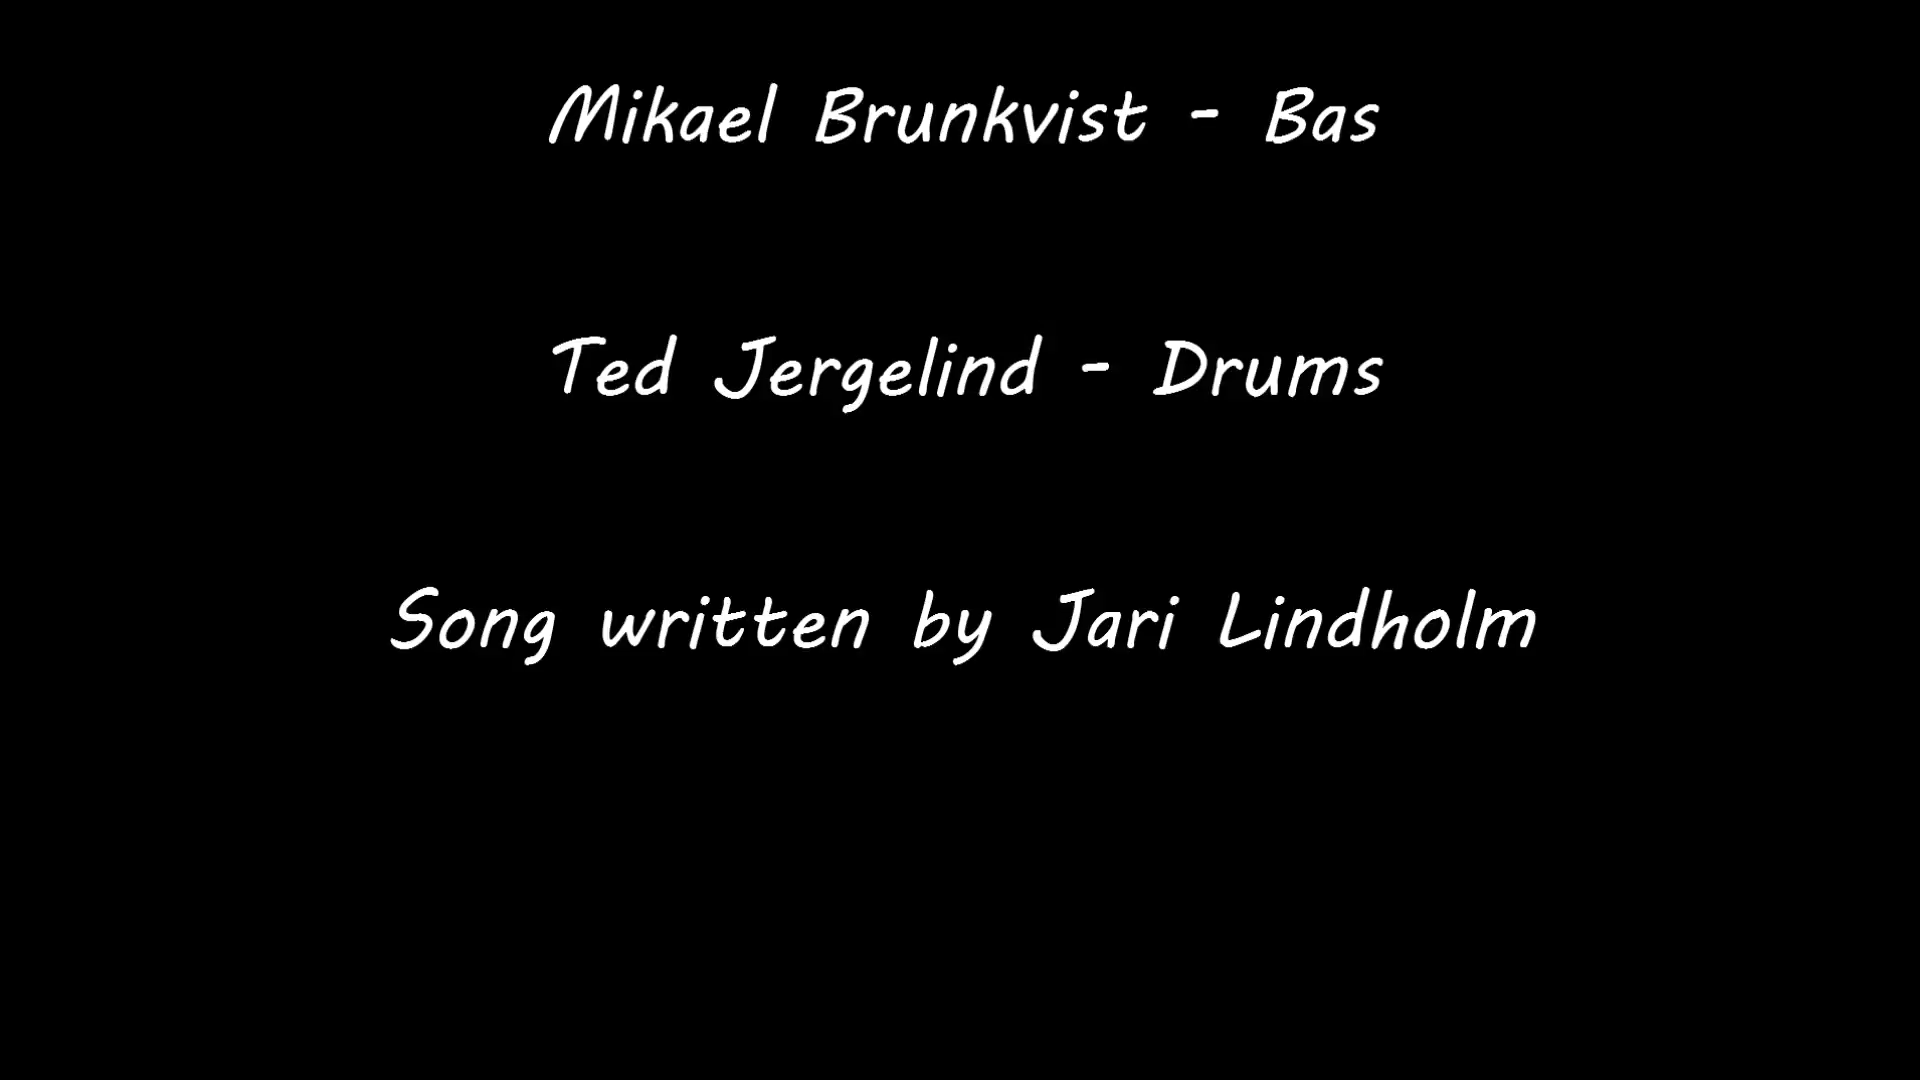 Mikael Brunkvist - Bas
Ted Jergelind - Drums
Song written by Jari Lindholm